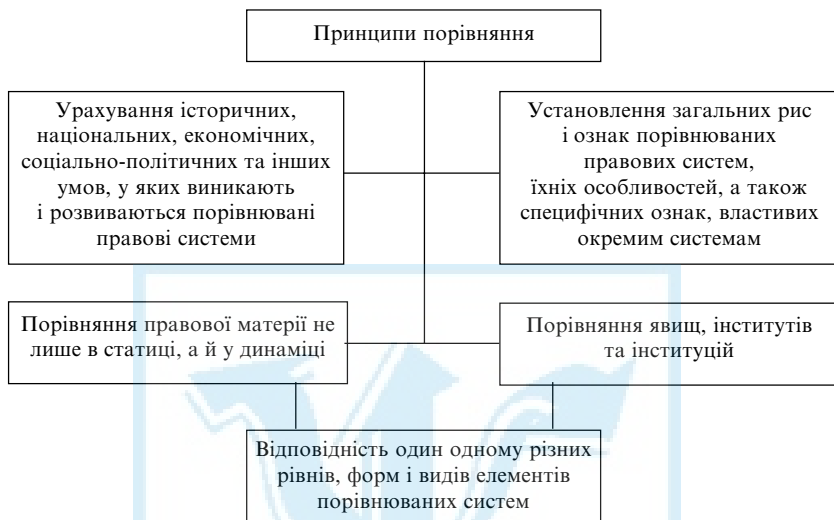 Принципи порівняння
Урахування історичних,
національних, економічних,
соціально-політичних та інших
умов, у яких виникають
і розвиваються порівнювані
правові системи
Установлення загальних рис
і ознак порівнюваних
правових систем,
їхніх особливостей, а також
специфічних ознак, властивих
окремим системам
Порівняння правової матерії не
лише в статиці, а й у динаміці
Порівняння явищ, інститутів
та інституцій
Відповідність один одному різних
рівнів, форм і видів елементів
порівнюваних систем